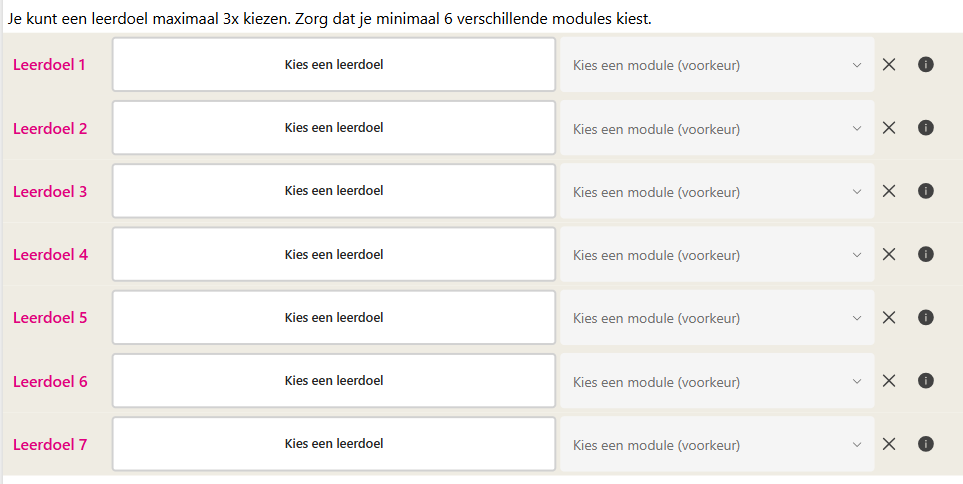 Je kunt een leerdoel maximaal 3x kiezen. Zorg dat je minimaal 6 verschillende modules kiest.
Leerdoel 1 Kies een leerdoel Kies een module (voorkeur)
Leerdoel 2 Kies een leerdoel Kies een module (voorkeur)
Leerdoel 3 Kies een leerdoel Kies een module (voorkeur)
Leerdoel 4 Kies een leerdoel Kies een module (voorkeur)
Leerdoel 5 Kies een leerdoel Kies een module (voorkeur)
Leerdoel 6 Kies een leerdoel Kies een module (voorkeur)
Leerdoel 7 Kies een leerdoel Kies een module (voorkeur)